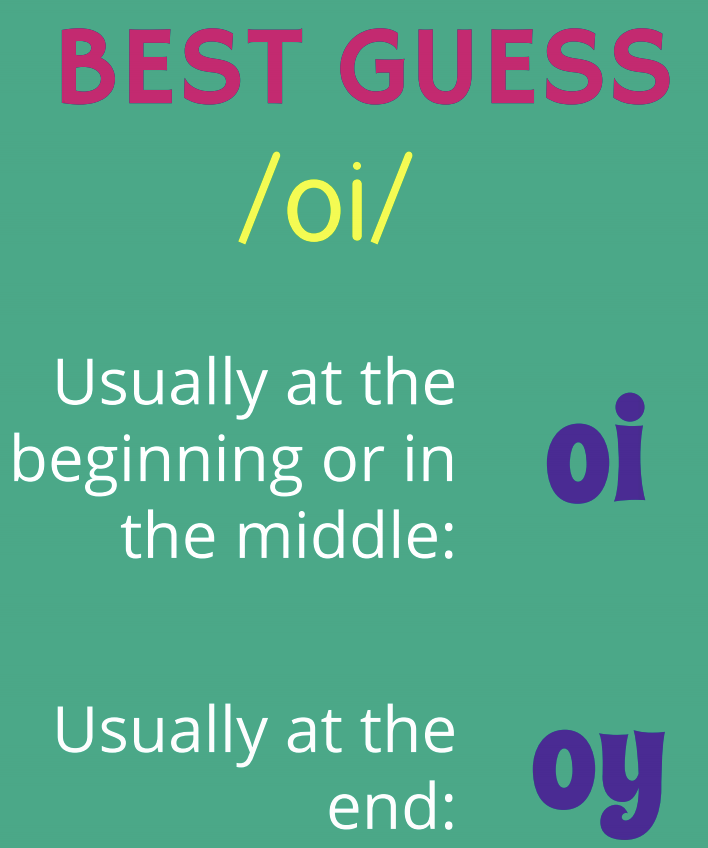 BEST GUESS
/oi/
Usually at the
beginning or in
the middle:
oi
Usually at the
end:
oy